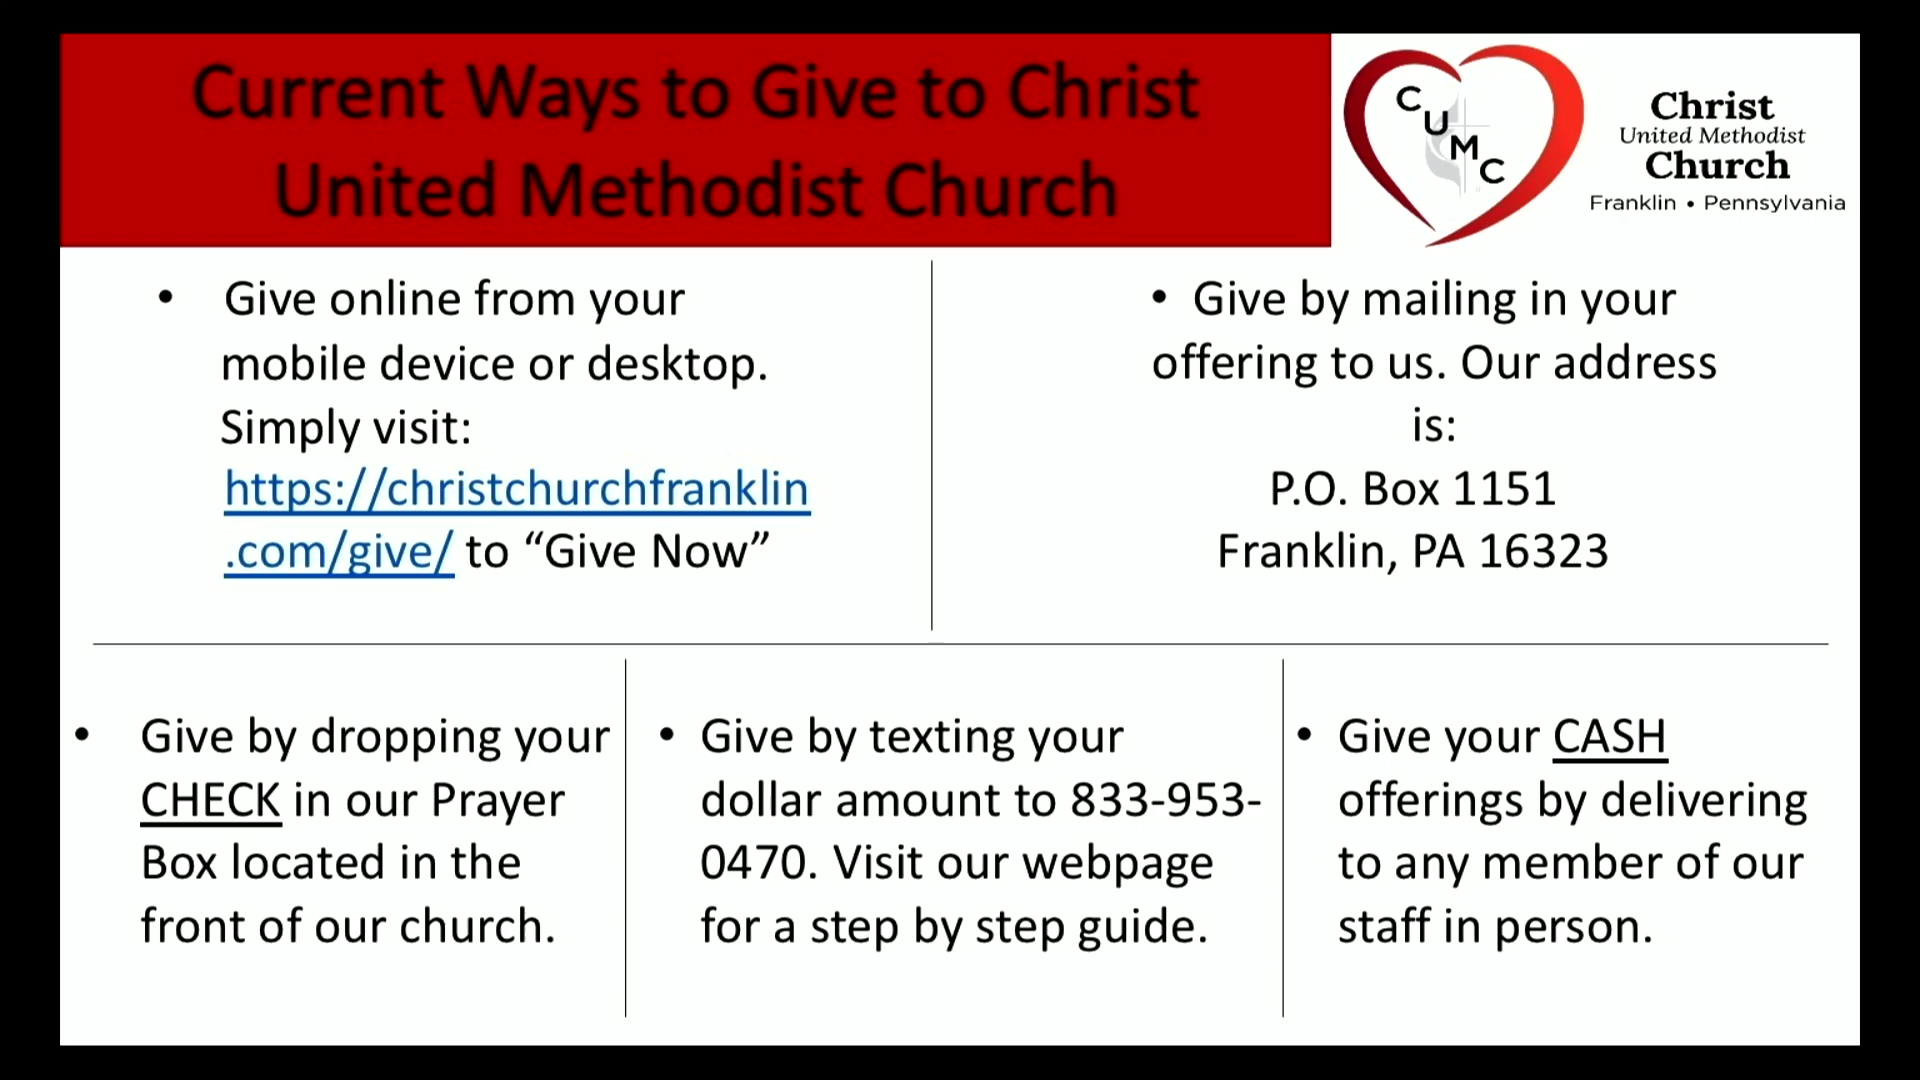 Current Ways to Give to Christ
United Methodist Church
C
U
M
C
Christ
United Methodist
Church
Franklin • Pennsylvania
• Give online from your
mobile device or desktop.
Simply visit:
https://christchurchfranklin
.com/give/ to “Give Now”
• Give by mailing in your
offering to us. Our address
is:
P.O. Box 1151
Franklin, PA 16323
• Give by dropping your
CHECK in our Prayer
Box located in the
front of our church.
• Give by texting your
dollar amount to 833-953-
0470. Visit our webpage
for a step by step guide.
• Give your CASH
offerings by delivering
to any member of our
staff in person.